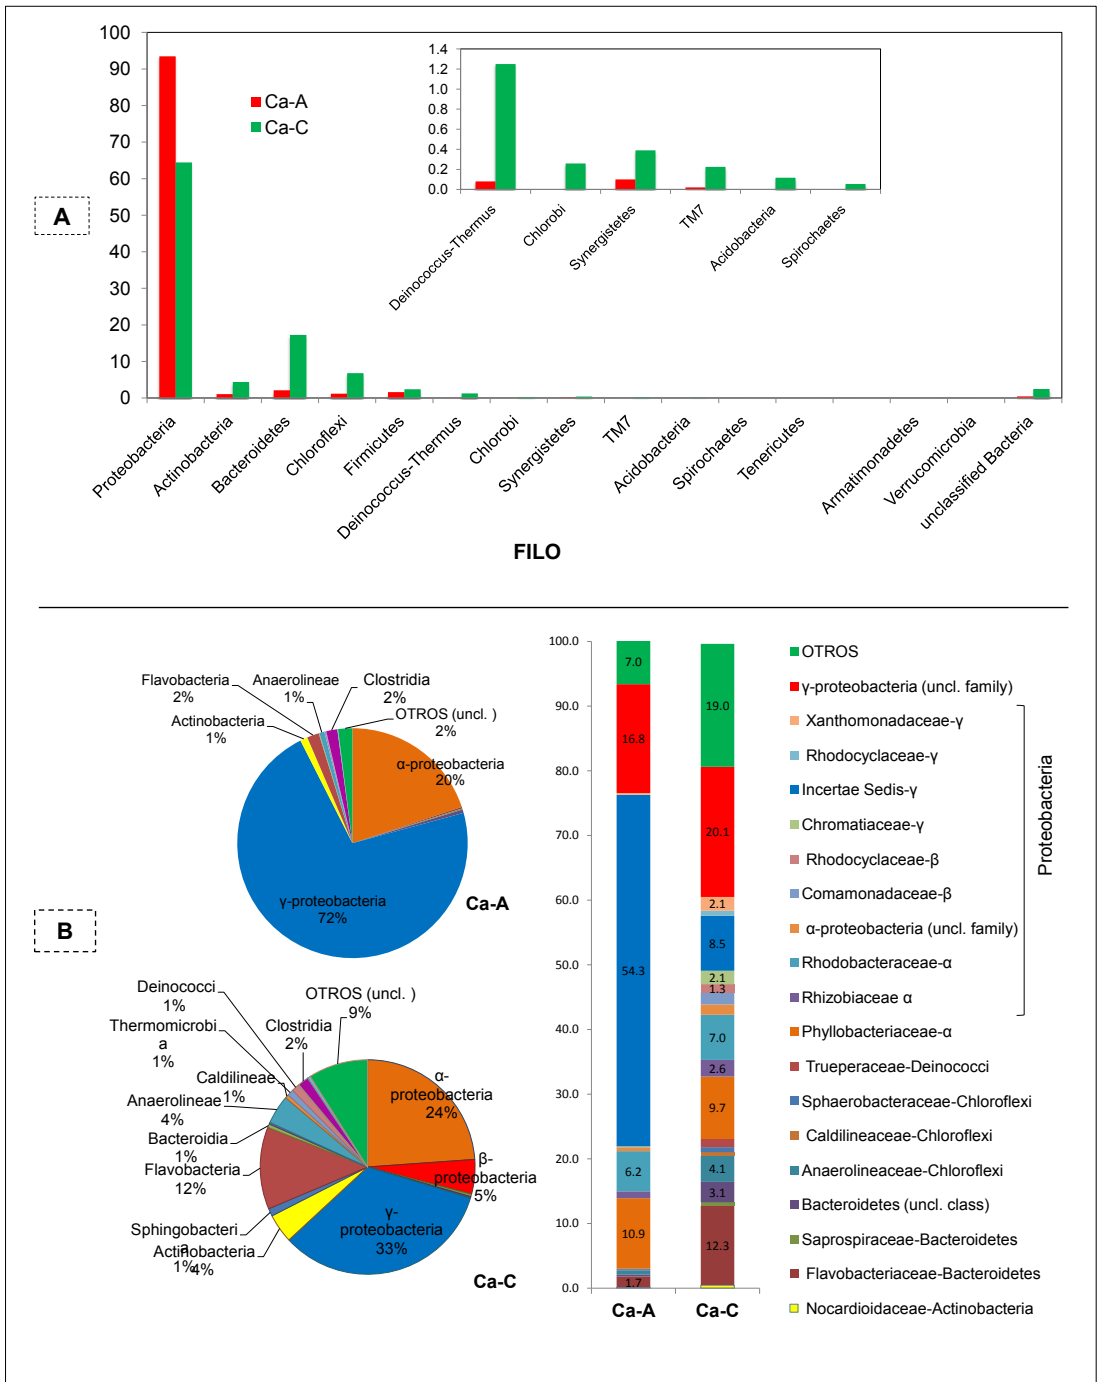 100
90
80
70
60
50
40
30
20
10
0
Ca-A
Ca-C
1.4
1.2
1.0
0.8
0.6
0.4
0.2
0.0
Deinococcus-Thermus
Chlorobi
Synergistetes
TM7
Acidobacteria
Spirochaetes
A
Proteobacteria
Actinobacteria
Bacteroidetes
Chloroflexi
Firmicutes
Deinococcus-Thermus
Chlorobi
Synergistetes
TM7
Acidobacteria
Spirochaetes
Tenericutes
Armatimonadetes
Verrucomicrobia
unclassified Bacteria
FILO
B
Flavobacteria
2%
Anaerolineae
1%
Clostridia
2%
Actinobacteria
1%
OTROS (uncl. )
2%
α-proteobacteria
20%
γ-proteobacteria
72%
Ca-A
Deinococci
1%
OTROS (uncl. )
9%
Thermomicrobi
a
1%
Clostridia
2%
Caldilineae
1%
Anaerolineae
4%
Bacteroidia
1%
Flavobacteria
12%
Sphingobacteri
a
1%
Actinobacteria
4%
α-
proteobacteria
24%
β-
proteobacteria
5%
γ-
proteobacteria
33%
Ca-C
100.0
90.0
80.0
70.0
60.0
50.0
40.0
30.0
20.0
10.0
0.0
7.0
16.8
54.3
6.2
10.9
1.7
Ca-A
19.0
20.1
2.1
8.5
2.1
1.3
7.0
2.6
9.7
4.1
3.1
12.3
Ca-C
OTROS
γ-proteobacteria (uncl. family)
Xanthomonadaceae-γ
Rhodocyclaceae-γ
Incertae Sedis-γ
Chromatiaceae-γ
Rhodocyclaceae-β
Comamonadaceae-β
α-proteobacteria (uncl. family)
Rhodobacteraceae-α
Rhizobiaceae α
Phyllobacteriaceae-α
Trueperaceae-Deinococci
Sphaerobacteraceae-Chloroflexi
Caldilineaceae-Chloroflexi
Anaerolineaceae-Chloroflexi
Bacteroidetes (uncl. class)
Saprospiraceae-Bacteroidetes
Flavobacteriaceae-Bacteroidetes
Nocardioidaceae-Actinobacteria
Proteobacteria